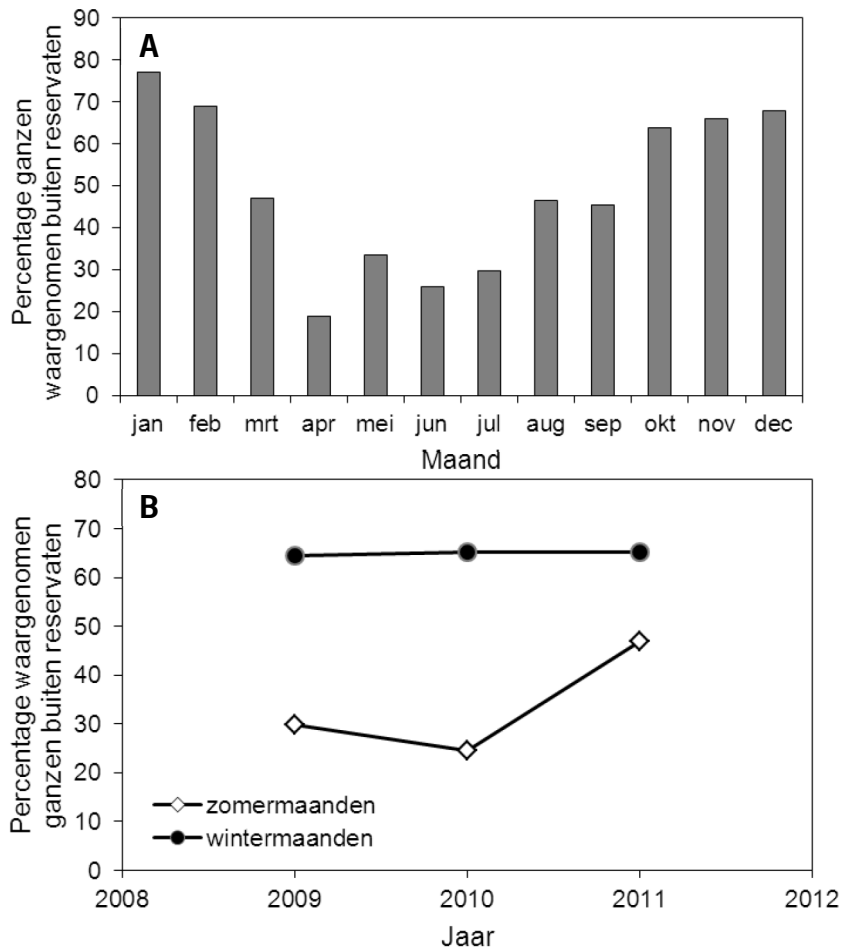 A
Percentage ganzen
waargenomen buiten reservaten
90
80
70
60
50
40
30
20
10
0
jan feb mrt apr mei jun jul aug sep okt nov dec
Maand
B
Percentage waargenomen
ganzen buiten reservaten
80
70
60
50
40
30
20
10
0
zomermaanden
wintermaanden
2008 2009 2010 2011 2012
Jaar